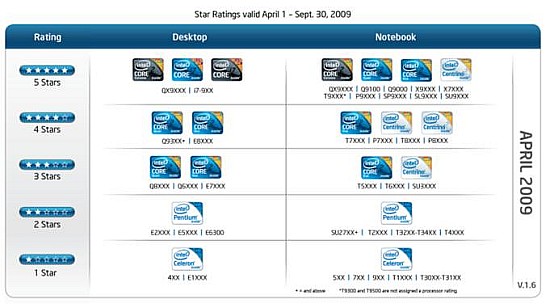 Star Ratings valid April 1 – Sept. 30, 2009
Rating Desktop Notebook
5 Stars
QX9XXX | i7-9XX
QX9XXX | Q9100 | Q9000 | X9XXX | X7XXX
T9XXX* | P9XXX | SP9XXX | SL9XXX | SU9XXX
4 Stars
Q93XX+ | E8XXX
T7XXX | P7XXX | T8XXX | P8XXX
3 Stars
Q8XXX | Q6XXX | E7XXX
T5XXX | T6XXX | SU3XXX
2 Stars
E2XXX | E5XXX | E6300
SU27XX+ | T2XXX | T32XX-T34XX | T4XXX
1 Star
4XX | E1XXX
5XX | 7XX | 9XX | T1XXX | T30XX-T31XX
+ = and above *T9300 and T9500 are not assigned a processor rating.
APRIL 2009
V.1.6